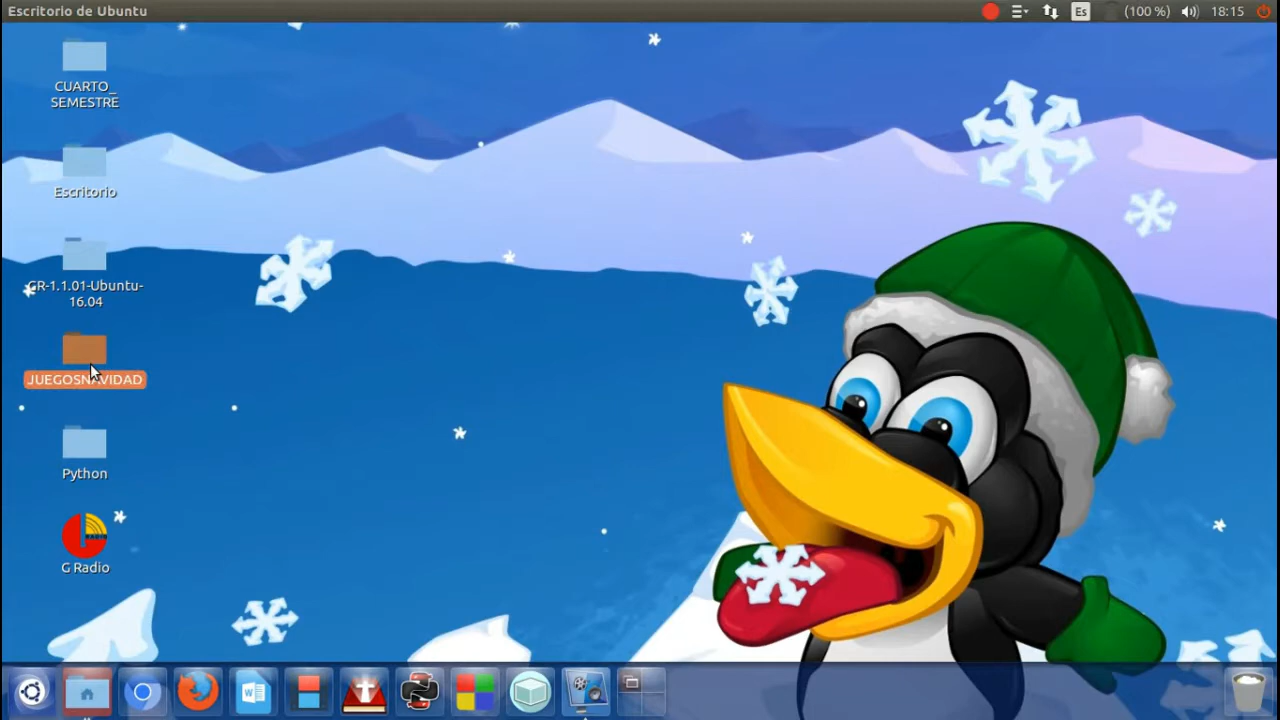 Escritorio de Ubuntu
Es
(100 %)
18:15
CUARTO_
SEMESTRE
Escritorio
GR-1.1.01-Ubuntu-
16.04
JUEGOSNAVIDAD
Python
G Radio